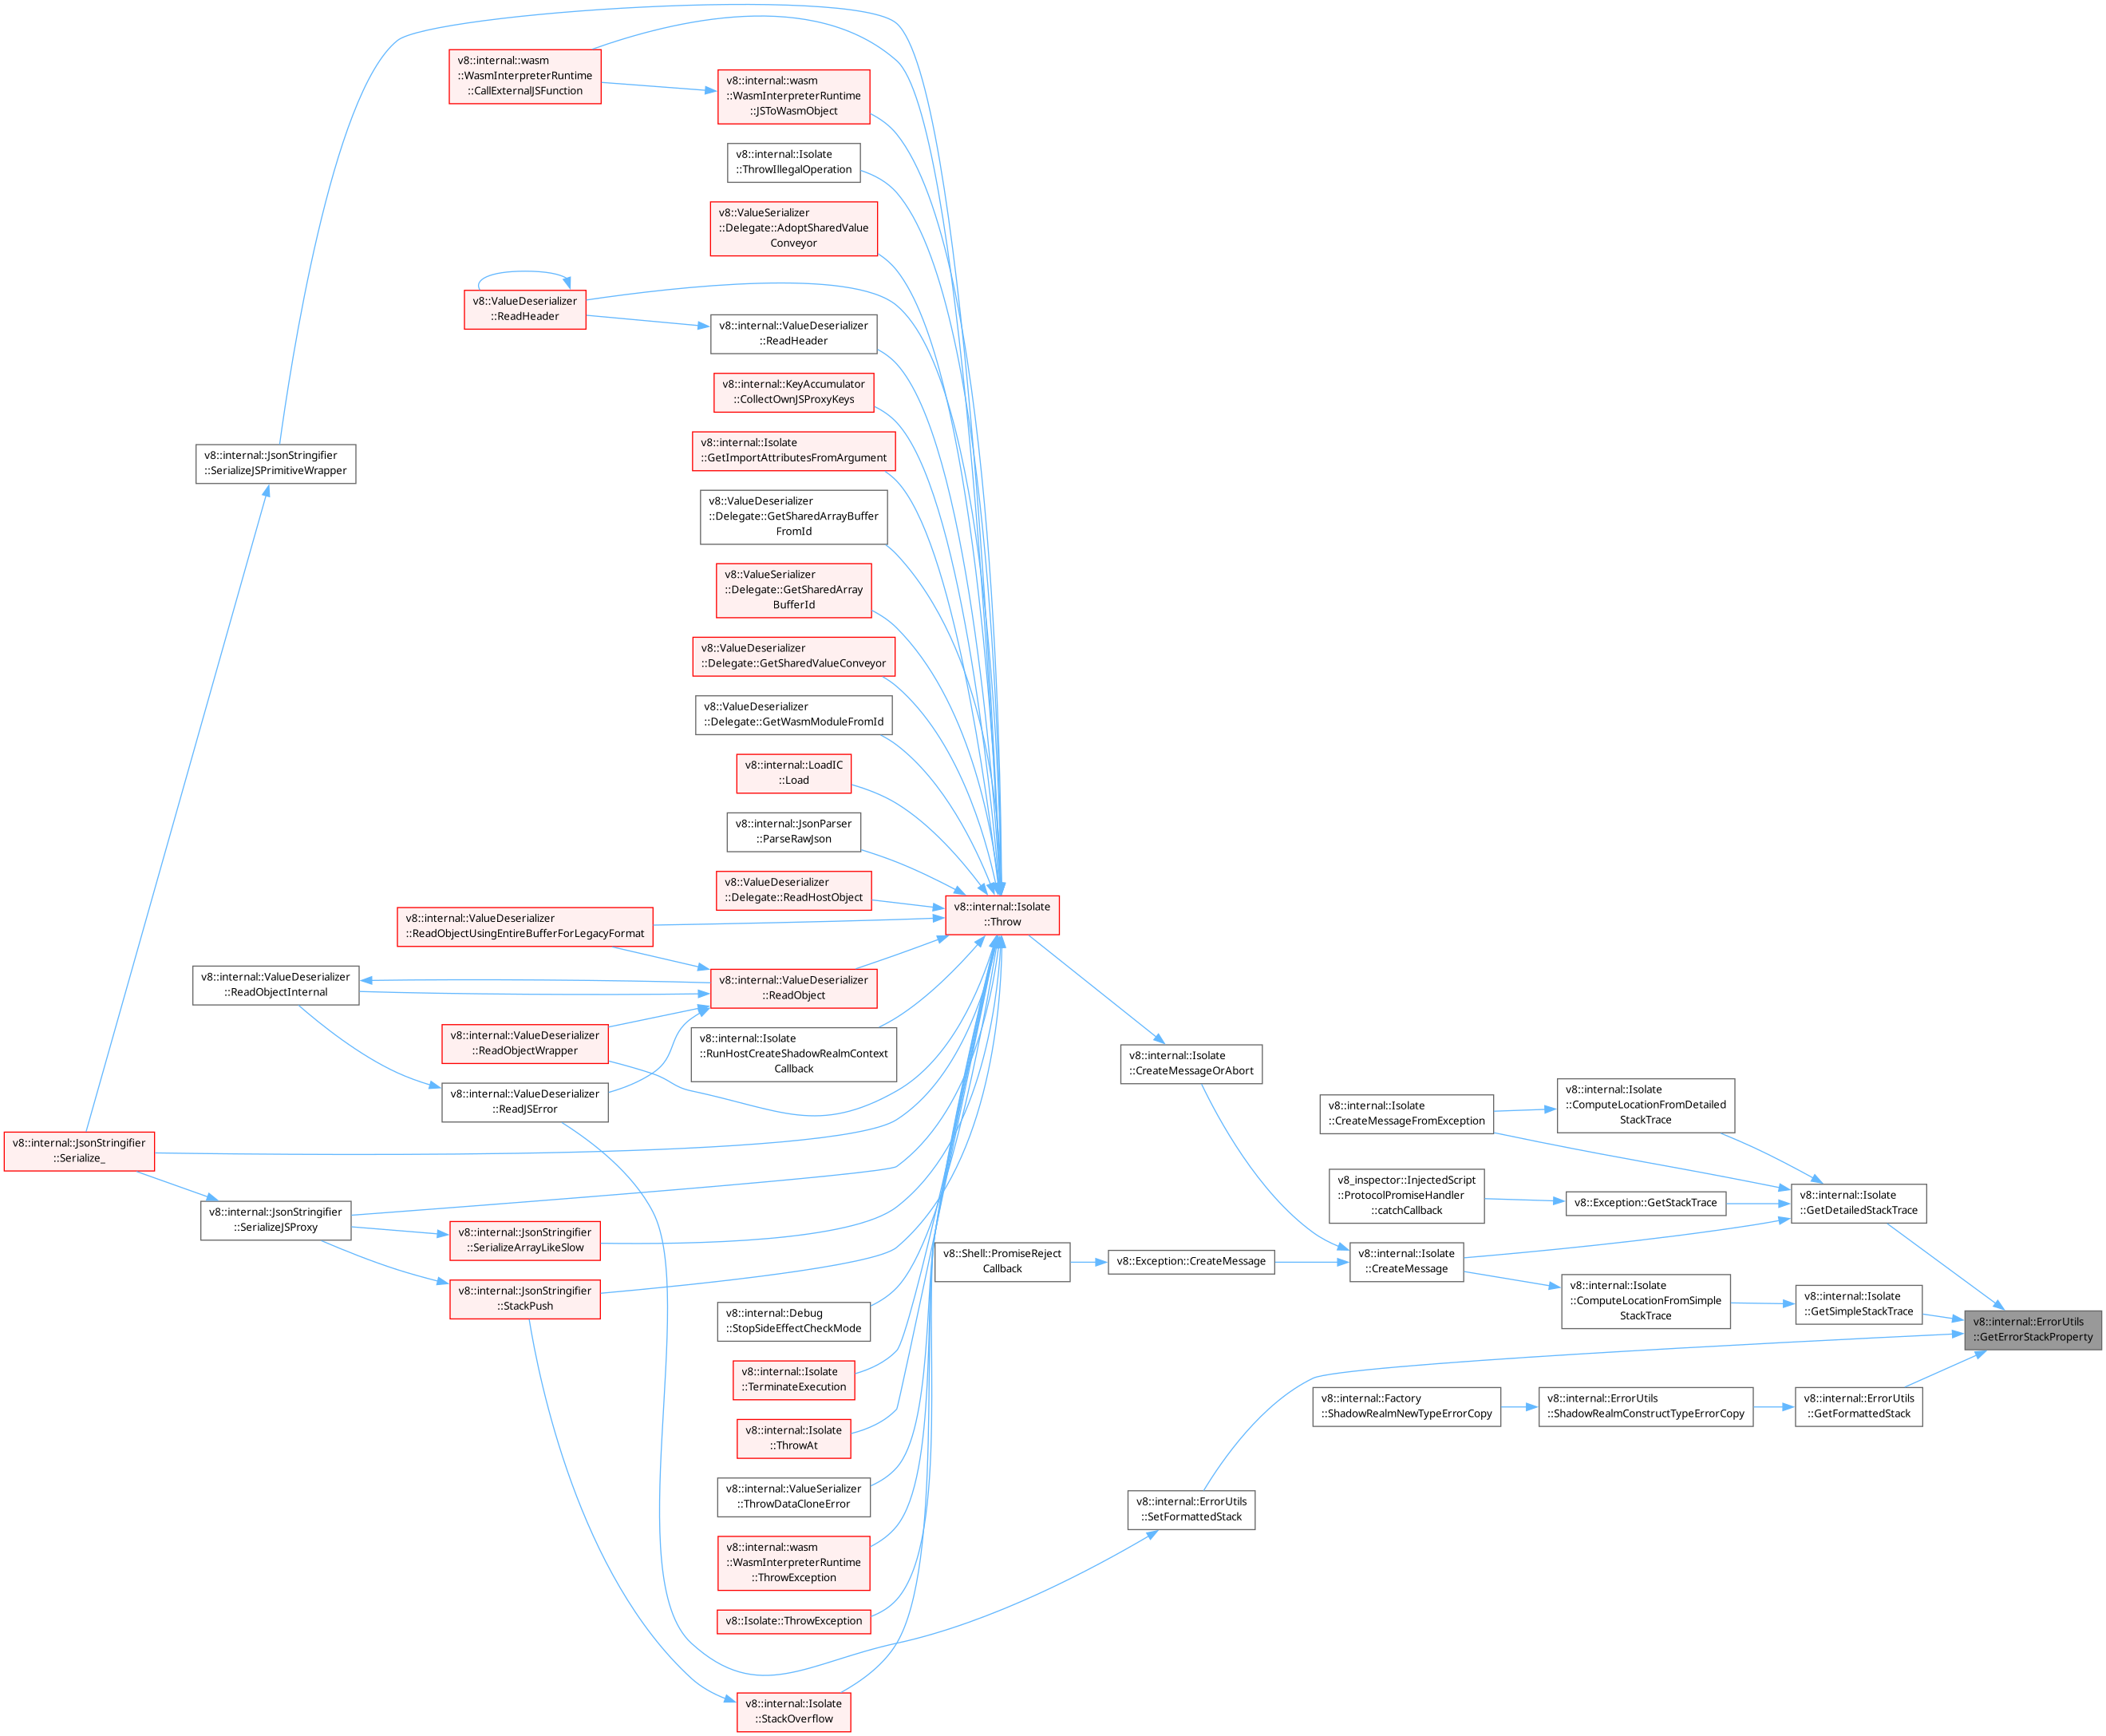 v8::internal::wasm
::WasmInterpreterRuntime
::CallExternalJSFunction
v8::internal::wasm
::WasmInterpreterRuntime
::JSToWasmObject
v8::internal::Isolate
::ThrowIllegalOperation
v8::ValueSerializer
::Delegate::AdoptSharedValue
Conveyor
v8::ValueDeserializer
::ReadHeader
v8::internal::ValueDeserializer
::ReadHeader
v8::internal::KeyAccumulator
::CollectOwnJSProxyKeys
v8::internal::Isolate
::GetImportAttributesFromArgument
v8::internal::JsonStringifier
::SerializeJSPrimitiveWrapper
v8::ValueDeserializer
::Delegate::GetSharedArrayBuffer
FromId
v8::ValueSerializer
::Delegate::GetSharedArray
BufferId
v8::ValueDeserializer
::Delegate::GetSharedValueConveyor
v8::ValueDeserializer
::Delegate::GetWasmModuleFromId
v8::internal::LoadIC
::Load
v8::internal::JsonParser
::ParseRawJson
v8::ValueDeserializer
::Delegate::ReadHostObject
v8::internal::Isolate
::Throw
v8::internal::ValueDeserializer
::ReadObjectUsingEntireBufferForLegacyFormat
v8::internal::ValueDeserializer
::ReadObjectInternal
v8::internal::ValueDeserializer
::ReadObject
v8::internal::ValueDeserializer
::ReadObjectWrapper
v8::internal::Isolate
::RunHostCreateShadowRealmContext
Callback
v8::internal::Isolate
::CreateMessageOrAbort
v8::internal::ValueDeserializer
::ReadJSError
v8::internal::Isolate
::CreateMessageFromException
v8::internal::Isolate
::ComputeLocationFromDetailed
StackTrace
v8::internal::JsonStringifier
::Serialize_
v8_inspector::InjectedScript
::ProtocolPromiseHandler
::catchCallback
v8::Exception::GetStackTrace
v8::internal::Isolate
::GetDetailedStackTrace
v8::internal::JsonStringifier
::SerializeJSProxy
v8::internal::JsonStringifier
::SerializeArrayLikeSlow
v8::Shell::PromiseReject
Callback
v8::Exception::CreateMessage
v8::internal::Isolate
::CreateMessage
v8::internal::JsonStringifier
::StackPush
v8::internal::Isolate
::ComputeLocationFromSimple
StackTrace
v8::internal::Isolate
::GetSimpleStackTrace
v8::internal::ErrorUtils
::GetErrorStackProperty
v8::internal::Debug
::StopSideEffectCheckMode
v8::internal::Isolate
::TerminateExecution
v8::internal::Factory
::ShadowRealmNewTypeErrorCopy
v8::internal::ErrorUtils
::ShadowRealmConstructTypeErrorCopy
v8::internal::ErrorUtils
::GetFormattedStack
v8::internal::Isolate
::ThrowAt
v8::internal::ValueSerializer
::ThrowDataCloneError
v8::internal::ErrorUtils
::SetFormattedStack
v8::internal::wasm
::WasmInterpreterRuntime
::ThrowException
v8::Isolate::ThrowException
v8::internal::Isolate
::StackOverflow